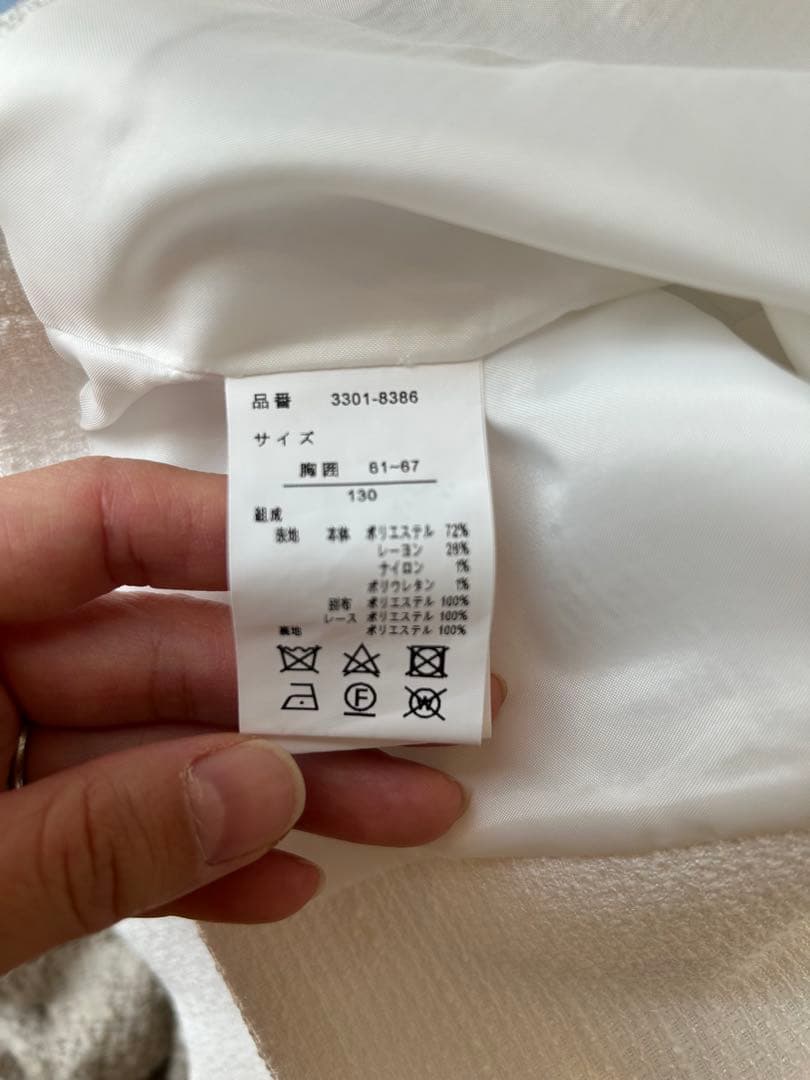 品番 3301-8386
サイズ
胸囲 61~67
130
組成
表地 本体 ポリエステル 72%
レーヨン 26%
ナイロン 1%
ポリウレタン 1%
別布 ポリエステル 100%
レース ポリエステル 100%
裏地 ポリエステル 100%
F
W